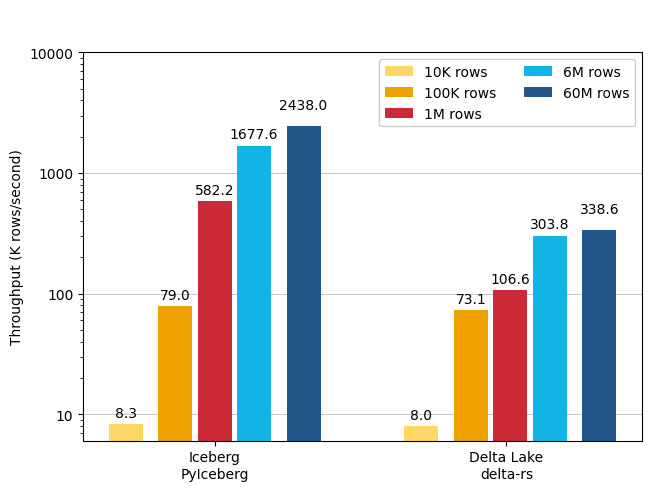 Throughput (K rows/second)
10000
1000
100
10
10K rows
100K rows
1M rows
6M rows
60M rows
8.3
79.0
582.2
1677.6
2438.0
8.0
73.1
106.6
303.8
338.6
Iceberg
PyIceberg
Delta Lake
delta-rs